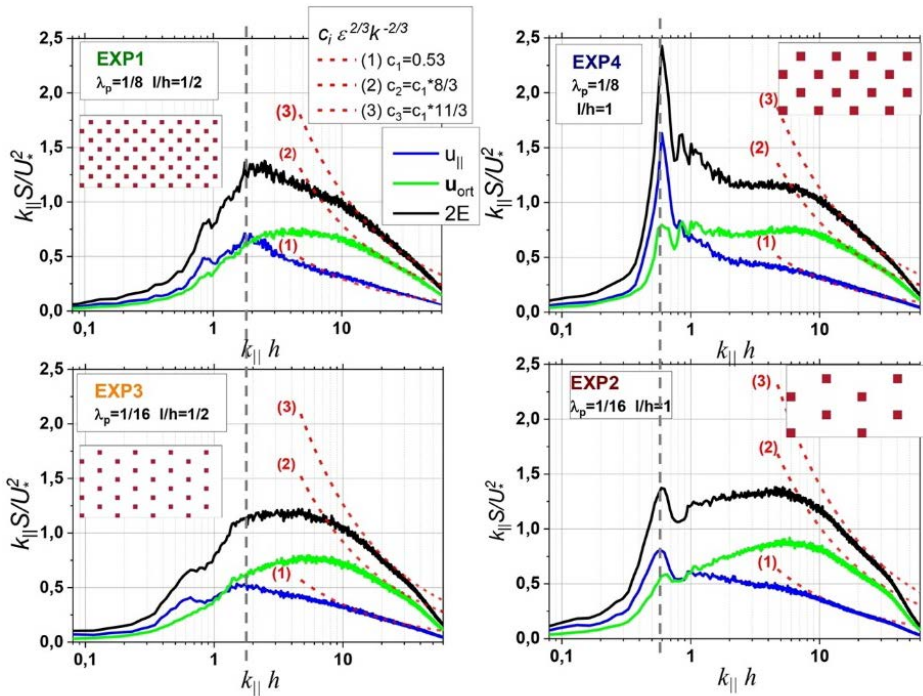 EXP1
λp=1/8 l/h=1/2
c_i ε^{2/3}k^{-2/3}
(1) c₁=0.53
(2) c₂=c₁*8/3
(3) c₃=c₁*11/3
u||
u_ort
2E
(3)
(2)
(1)
k||S/U*²
2,5
2,0
1,5
1,0
0,5
0,0
0,1
1
10
k|| h
EXP4
λp=1/8
l/h=1
(3)
(2)
(1)
k||S/U*²
2,5
2,0
1,5
1,0
0,5
0,0
0,1
1
10
k|| h
EXP3
λp=1/16 l/h=1/2
(3)
(2)
(1)
k||S/U*²
2,5
2,0
1,5
1,0
0,5
0,0
0,1
1
10
k|| h
EXP2
λp=1/16 l/h=1
(3)
(2)
(1)
k||S/U*²
2,5
2,0
1,5
1,0
0,5
0,0
0,1
1
10
k|| h